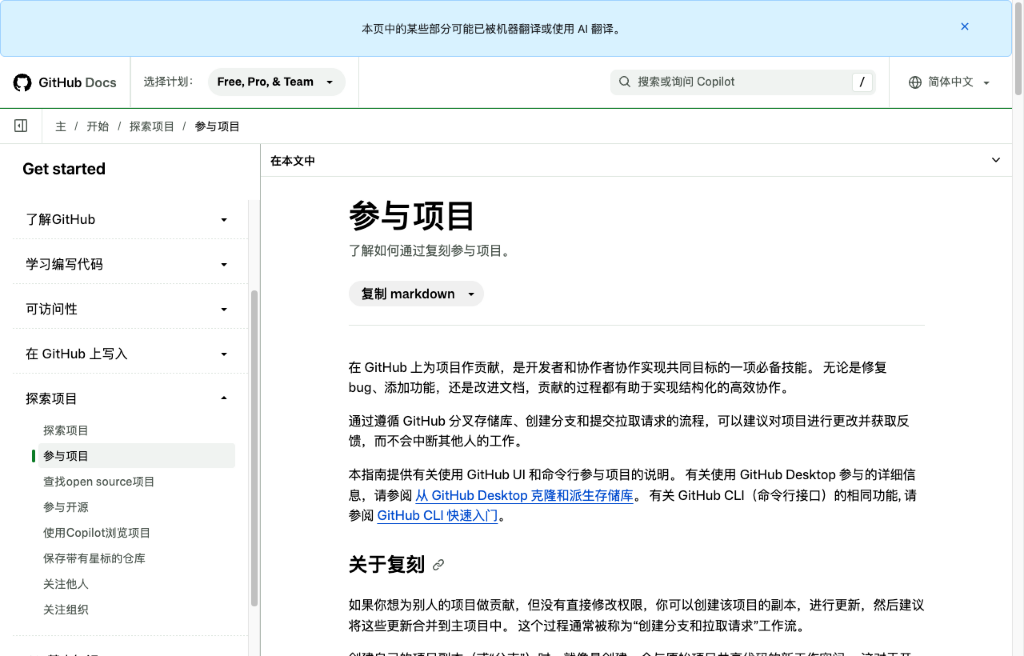 本页中的某些部分可能已被机器翻译或使用 AI 翻译。
GitHub Docs
选择计划：
Free, Pro, & Team
搜索或询问 Copilot
/
简体中文
主 / 开始 / 探索项目 / 参与项目
Get started
了解GitHub
学习编写代码
可访问性
在 GitHub 上写入
探索项目
探索项目
参与项目
查找open source项目
参与开源
使用Copilot浏览项目
保存带有星标的仓库
关注他人
关注组织
在本文中
参与项目
了解如何通过复刻参与项目。
复制 markdown
在 GitHub 上为项目作贡献，是开发者和协作者协作实现共同目标的一项必备技能。 无论是修复
bug、添加功能，还是改进文档，贡献的过程都有助于实现结构化的高效协作。
通过遵循 GitHub 分叉存储库、创建分支和提交拉取请求的流程，可以建议对项目进行更改并获取反
馈，而不会中断其他人的工作。
本指南提供有关使用 GitHub UI 和命令行参与项目的说明。 有关使用 GitHub Desktop 参与的详细信
息，请参阅 从 GitHub Desktop 克隆和派生存储库。 有关 GitHub CLI（命令行接口）的相同功能, 请
参阅 GitHub CLI 快速入门。
关于复刻
如果你想为别人的项目做贡献，但没有直接修改权限，你可以创建该项目的副本，进行更新，然后建议
将这些更新合并到主项目中。 这个过程通常被称为“创建分支和拉取请求”工作流。